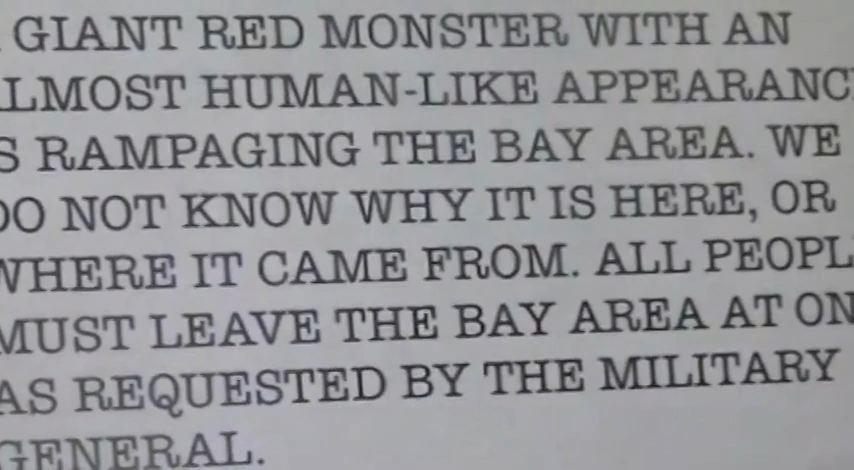 GIANT RED MONSTER WITH AN
LMOST HUMAN-LIKE APPEARANC
S RAMPAGING THE BAY AREA. WE
DO NOT KNOW WHY IT IS HERE, OR
WHERE IT CAME FROM. ALL PEOPL
MUST LEAVE THE BAY AREA AT ON
AS REQUESTED BY THE MILITARY
GENERAL.